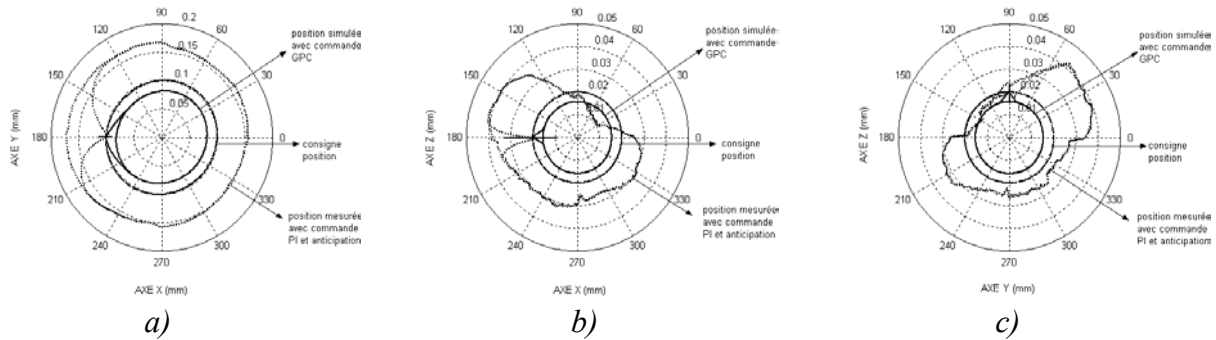 90
0.2
120
60
0.15
150
0.1
30
0.05
180
0
210
330
240
300
270
AXE Y (mm)
AXE X (mm)
position simulée
avec commande
GPC
consigne
position
position mesurée
avec commande
PI et anticipation
a)
90
0.05
120
60
0.04
0.03
150
0.02
30
0.01
180
0
210
330
240
300
270
AXE Z (mm)
AXE X (mm)
position simulée
avec commande
GPC
consigne
position
position mesurée
avec commande
PI et anticipation
b)
90
0.05
120
60
0.04
0.03
150
0.02
30
0.01
180
0
210
330
240
300
270
AXE Z (mm)
AXE Y (mm)
position simulée
avec commande
GPC
consigne
position
position mesurée
avec commande
PI et anticipation
c)